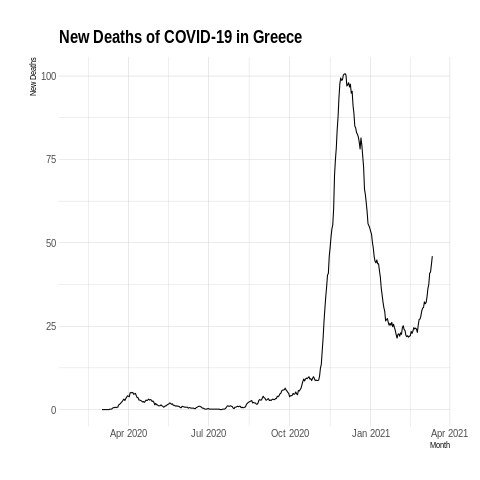 New Deaths of COVID-19 in Greece
New Deaths
100
75
50
25
0
Apr 2020
Jul 2020
Oct 2020
Jan 2021
Apr 2021
Month